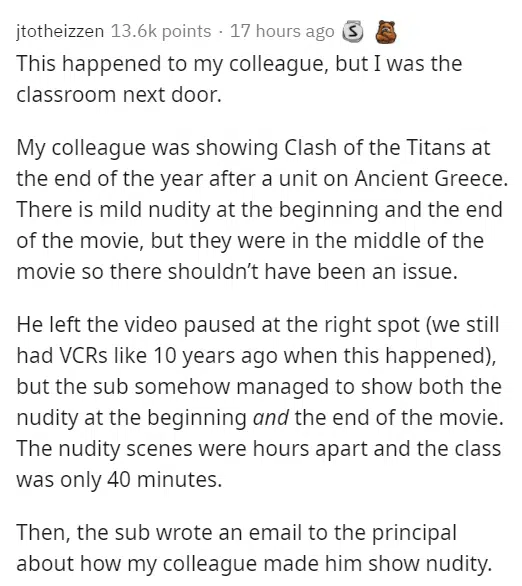 jtotheizzen 13.6k points · 17 hours ago S
This happened to my colleague, but I was the
classroom next door.
My colleague was showing Clash of the Titans at
the end of the year after a unit on Ancient Greece.
There is mild nudity at the beginning and the end
of the movie, but they were in the middle of the
movie so there shouldn’t have been an issue.
He left the video paused at the right spot (we still
had VCRs like 10 years ago when this happened),
but the sub somehow managed to show both the
nudity at the beginning and the end of the movie.
The nudity scenes were hours apart and the class
was only 40 minutes.
Then, the sub wrote an email to the principal
about how my colleague made him show nudity.